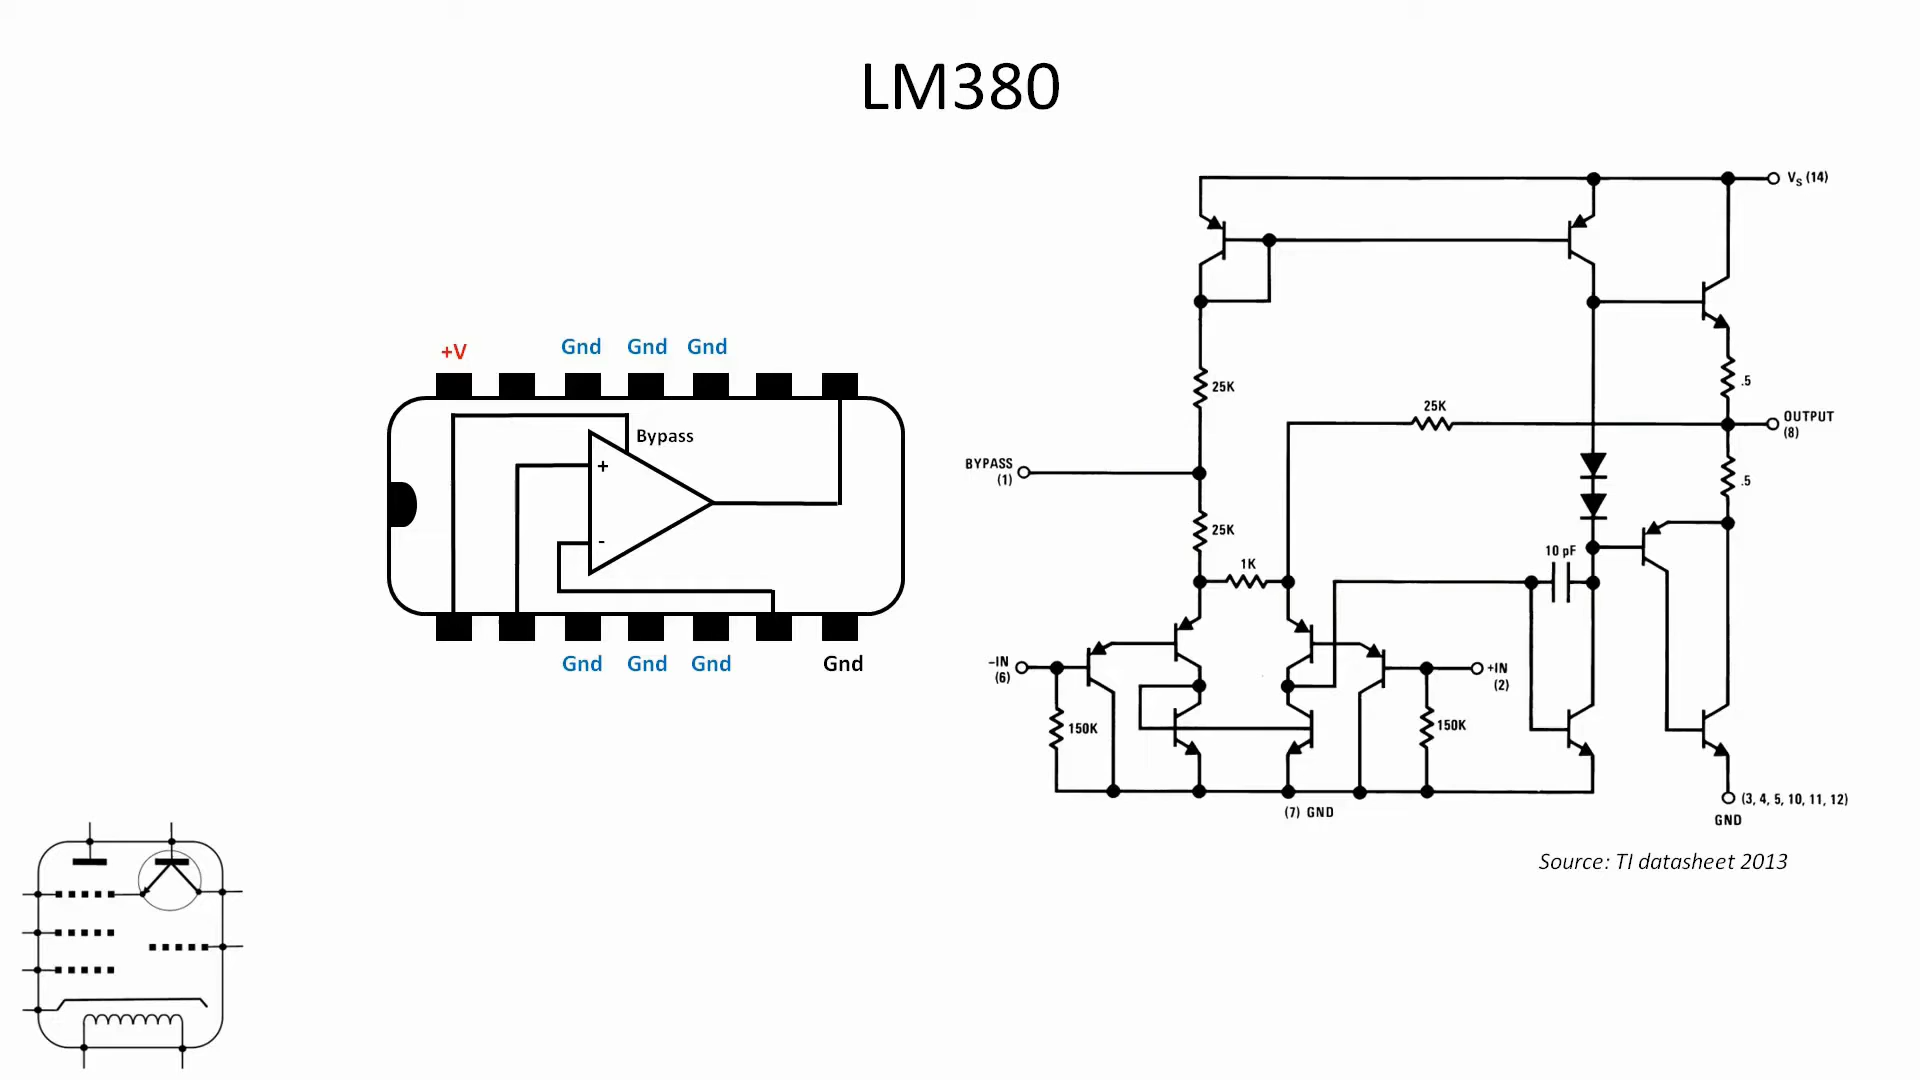 LM380
+V
Gnd
Gnd
Gnd
Bypass
+
-
Gnd
Gnd
Gnd
Gnd
VS (14)
25K
25K
OUTPUT
(8)
.5
.5
BYPASS
(1)
25K
1K
10 pF
–IN
(6)
+IN
(2)
150K
150K
(7) GND
(3, 4, 5, 10, 11, 12)
GND
Source: TI datasheet 2013